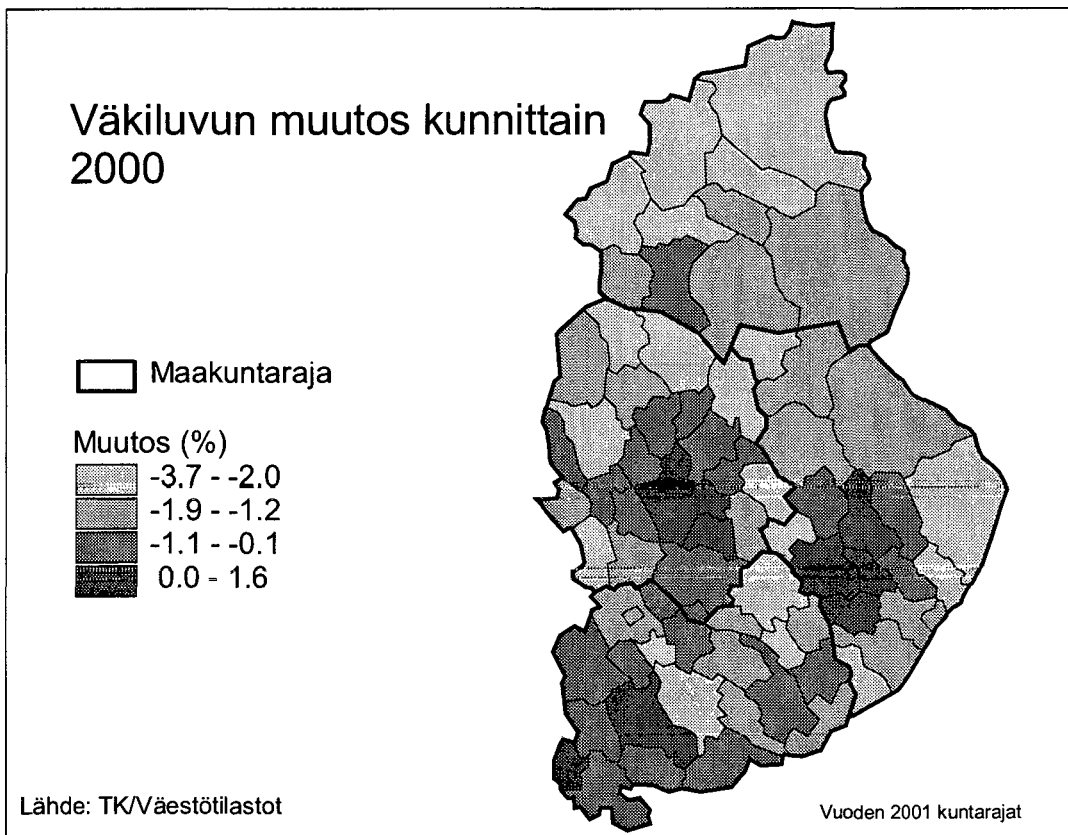 Väkiluvun muutos kunnittain
2000
Maakuntaraja
Muutos (%)
-3.7 - -2.0
-1.9 - -1.2
-1.1 - -0.1
0.0 - 1.6
Lähde: TK/Väestötilastot
Vuoden 2001 kuntarajat